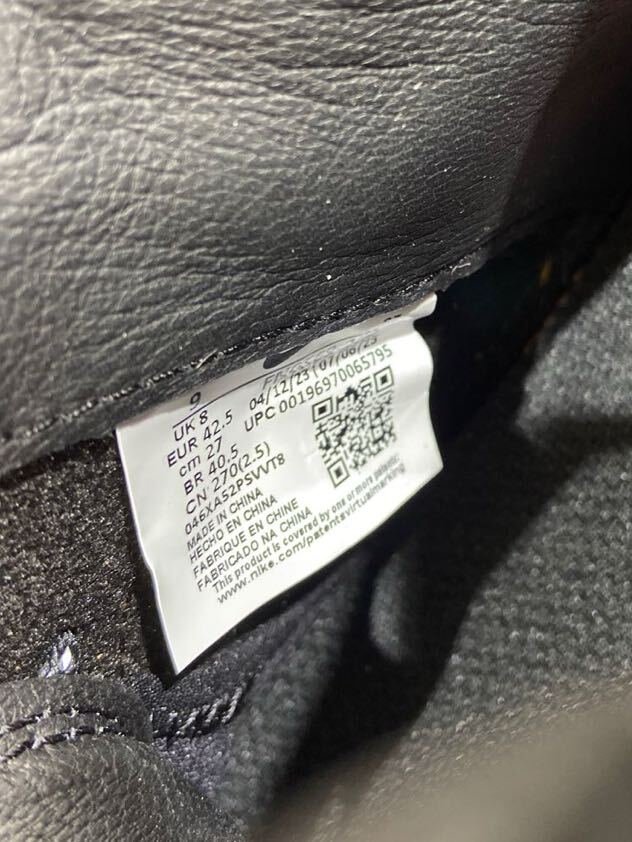 9
UK 8
EUR 42.5
cm 27
BR 40.5
CN 270(2.5)
046XA52PSVVT8
MADE IN CHINA
HECHO EN CHINA
FABRIQUE EN CHINE
FABRICADO NA CHINA
This product is covered by one or more patents:
www.nike.com/patentsvirtualmarking
04/12/23 | 07/08/23
UPC 00196970065795